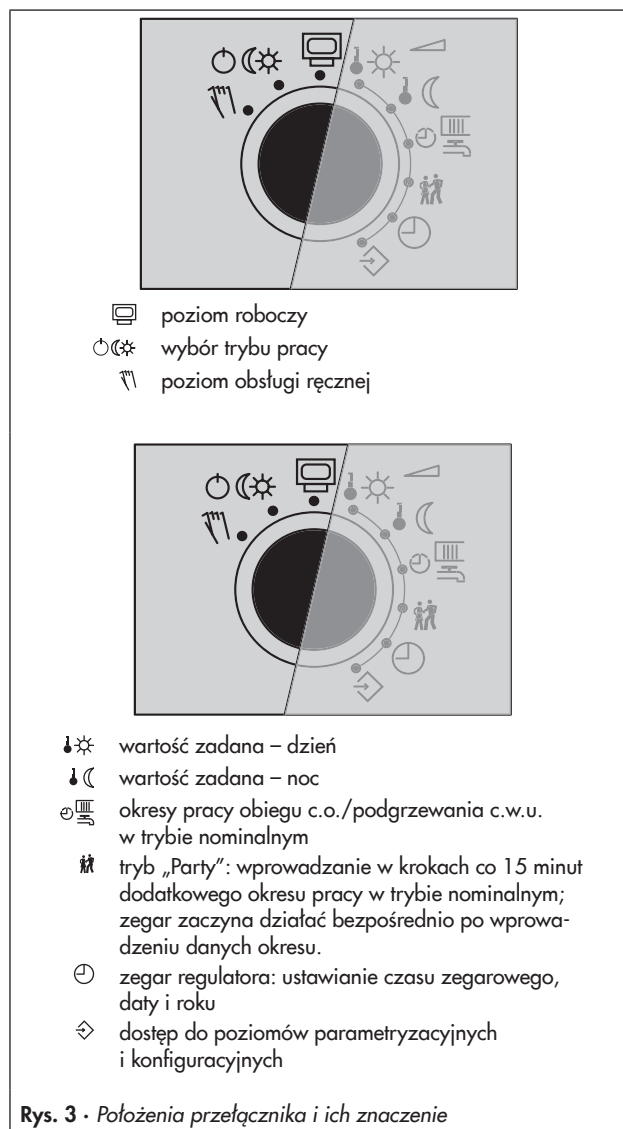 poziom roboczy
wybór trybu pracy
poziom obsługi ręcznej
wartość zadana – dzień
wartość zadana – noc
okresy pracy obiegu c.o./podgrzewania c.w.u.
w trybie nominalnym
tryb „Party”: wprowadzanie w krokach co 15 minut
dodatkowego okresu pracy w trybie nominalnym;
zegar zaczyna działać bezpośrednio po wprowa-
dzeniu danych okresu.
zegar regulatora: ustawianie czasu zegarowego,
daty i roku
dostęp do poziomów parametryzacyjnych
i konfiguracyjnych
Rys. 3 · Położenia przełącznika i ich znaczenie